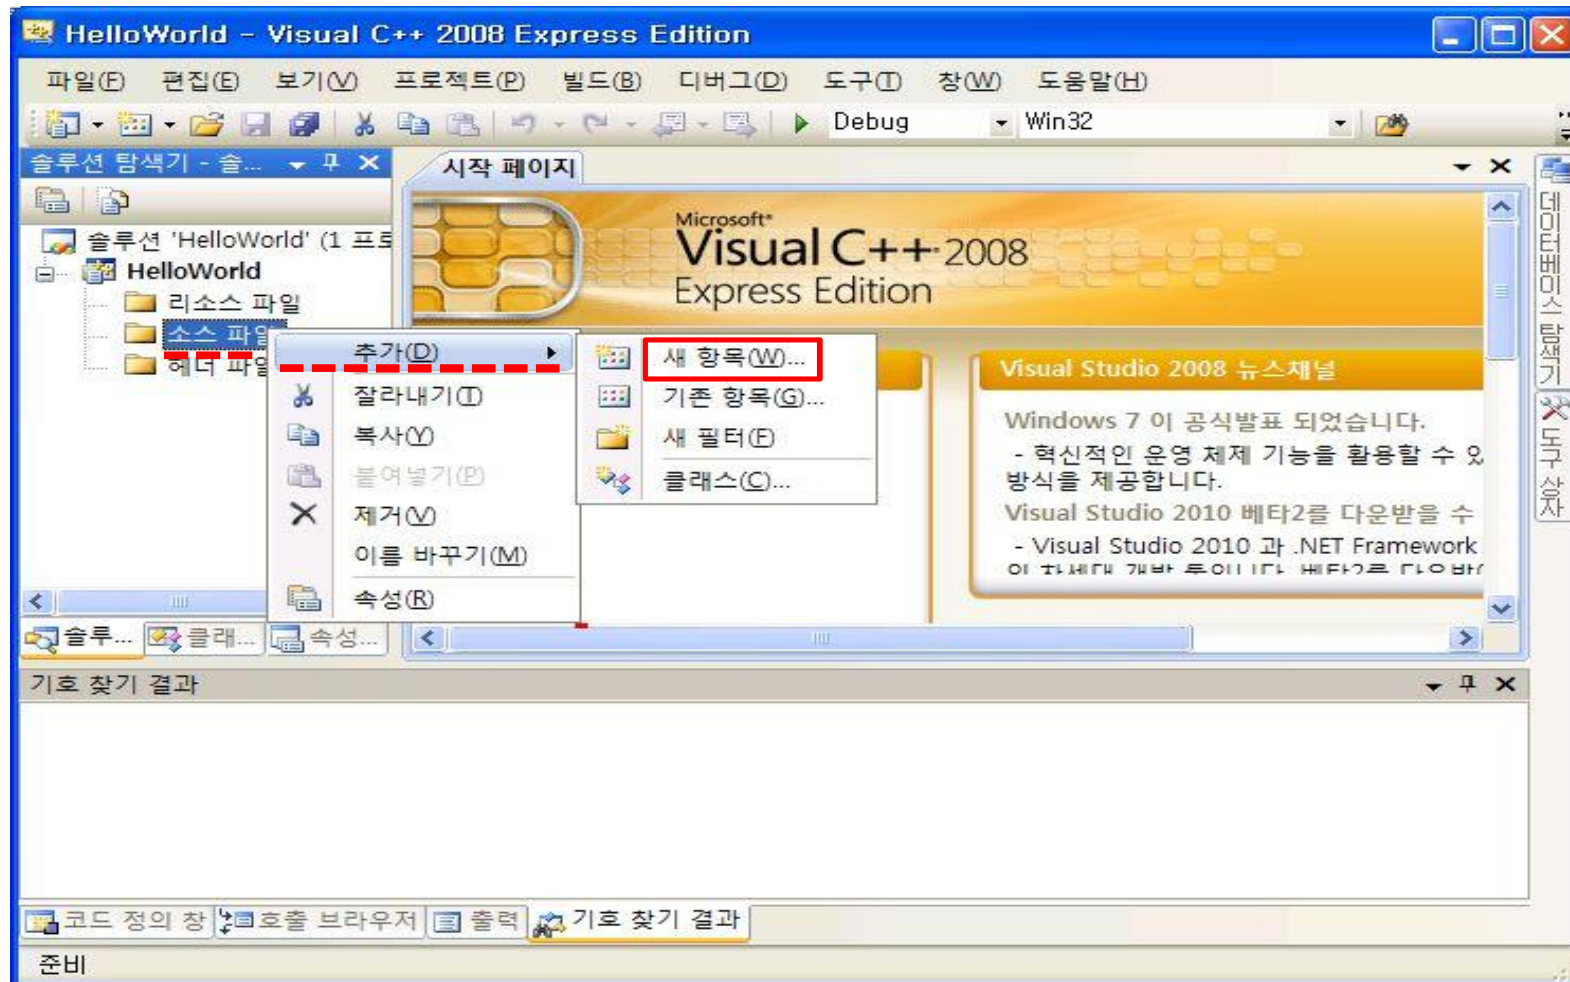 HelloWorld - Visual C++ 2008 Express Edition
파일(F) 편집(E) 보기(V) 프로젝트(P) 빌드(B) 디버그(D) 도구(T) 창(W) 도움말(H)
Debug Win32
솔루션 탐색기 - 솔...
시작 페이지
솔루션 'HelloWorld' (1 프로
HelloWorld
리소스 파일
소스 파일
헤더 파일
추가(D)
잘라내기(T)
복사(Y)
붙여넣기(P)
제거(V)
이름 바꾸기(M)
속성(R)
새 항목(W)...
기존 항목(G)...
새 필터(F)
클래스(C)...
Microsoft
Visual C++ 2008
Express Edition
Visual Studio 2008 뉴스채널
Windows 7 이 공식발표 되었습니다.
- 혁신적인 운영 체제 기능을 활용할 수 있
방식을 제공합니다.
Visual Studio 2010 베타2를 다운받을 수
- Visual Studio 2010 과 .NET Framework
데이터베이스 탐색기
도구 상자
솔루... 클래... 속성...
기호 찾기 결과
코드 정의 창 호출 브라우저 출력 기호 찾기 결과
준비